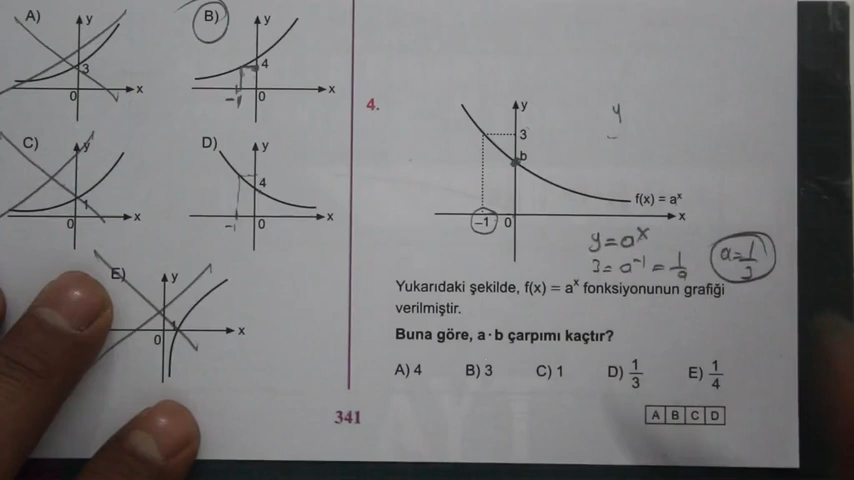 A)
y
3
0
x
B)
y
4
-1
0
x
C)
y
1
0
x
D)
y
4
-1
0
x
E)
y
1
0
x
341
4.
y
y
3
b
f(x) = aˣ
-1
0
x
y = aˣ
3 = a⁻¹ = 1/a
a = 1/3
Yukarıdaki şekilde, f(x) = aˣ fonksiyonunun grafiği
verilmiştir.
Buna göre, a · b çarpımı kaçtır?
A) 4 B) 3 C) 1 D) 1/3 E) 1/4
A B C D